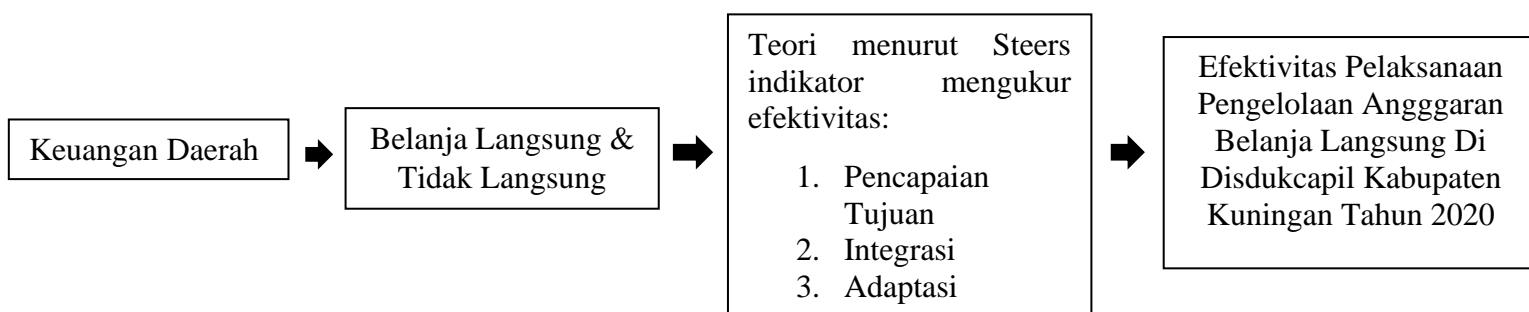 Keuangan Daerah
Belanja Langsung &
Tidak Langsung
Teori menurut Steers
indikator mengukur
efektivitas:
1. Pencapaian
Tujuan
2. Integrasi
3. Adaptasi
Efektivitas Pelaksanaan
Pengelolaan Angggaran
Belanja Langsung Di
Disdukcapil Kabupaten
Kuningan Tahun 2020